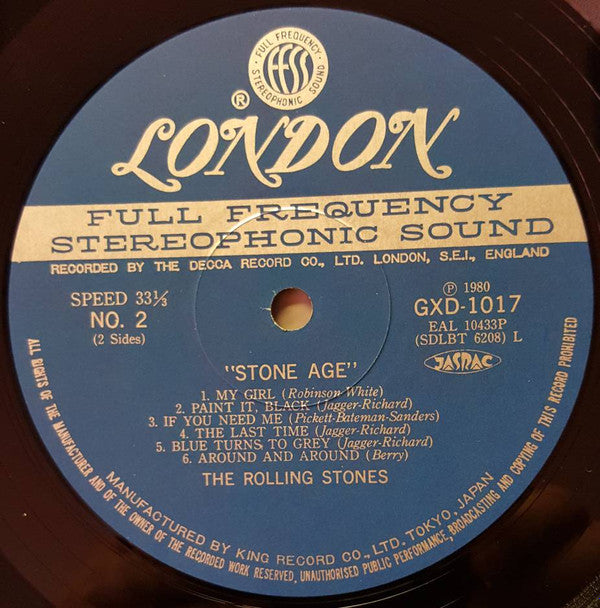 FULL FREQUENCY
ffss
STEREOPHONIC SOUND
®
LONDON
FULL FREQUENCY
STEREOPHONIC SOUND
RECORDED BY THE DECCA RECORD CO., LTD. LONDON, S.E.I., ENGLAND
SPEED 33⅓
NO. 2
(2 Sides)
Ⓟ 1980
GXD-1017
EAL 10433P
(SDLBT 6208) L
JASRAC
"STONE AGE"
1. MY GIRL (Robinson White)
2. PAINT IT, BLACK (Jagger-Richard)
3. IF YOU NEED ME (Pickett-Bateman-Sanders)
4. THE LAST TIME (Jagger-Richard)
5. BLUE TURNS TO GREY (Jagger-Richard)
6. AROUND AND AROUND (Berry)
THE ROLLING STONES
MANUFACTURED BY KING RECORD CO., LTD. TOKYO, JAPAN
ALL RIGHTS OF THE MANUFACTURER AND OF THE OWNER OF THE RECORDED WORK RESERVED, UNAUTHORISED PUBLIC PERFORMANCE, BROADCASTING AND COPYING OF THIS RECORD PROHIBITED